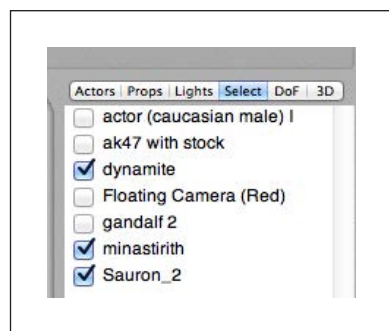 Actors Props Lights Select DoF 3D
actor (caucasian male) l
ak47 with stock
dynamite
Floating Camera (Red)
gandalf 2
minastirith
Sauron_2